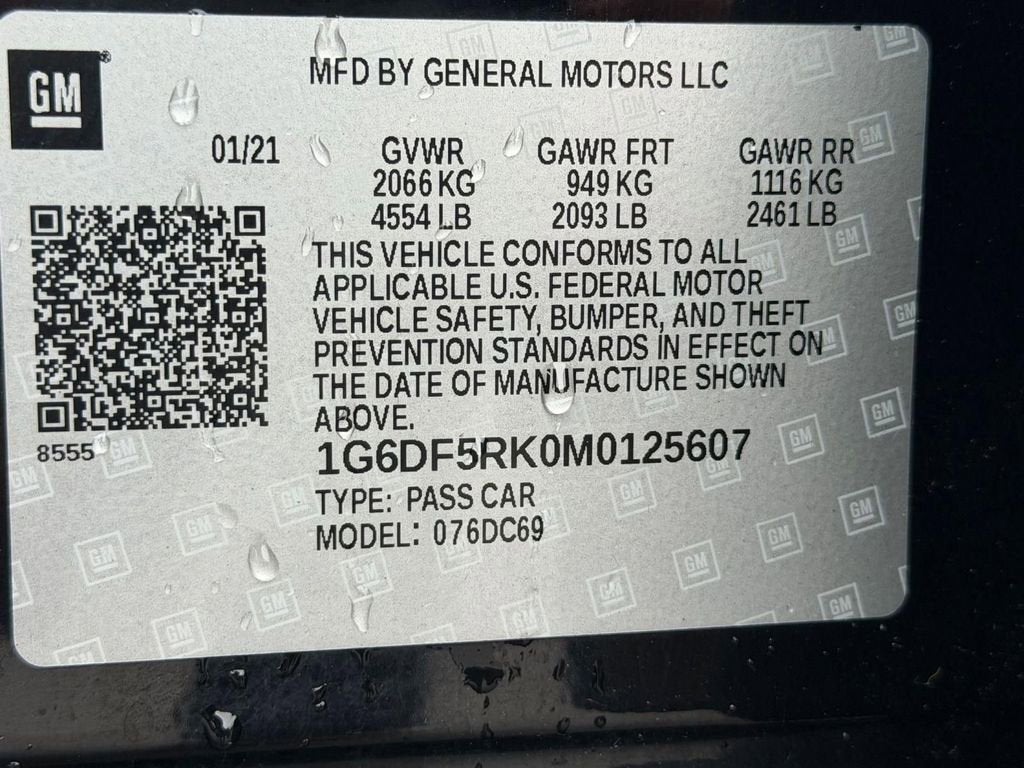 GM®
MFD BY GENERAL MOTORS LLC
01/21 GVWR GAWR FRT GAWR RR
2066 KG 949 KG 1116 KG
4554 LB 2093 LB 2461 LB
THIS VEHICLE CONFORMS TO ALL
APPLICABLE U.S. FEDERAL MOTOR
VEHICLE SAFETY, BUMPER, AND THEFT
PREVENTION STANDARDS IN EFFECT ON
THE DATE OF MANUFACTURE SHOWN
ABOVE.
8555
1G6DF5RK0M0125607
TYPE: PASS CAR
MODEL: 076DC69